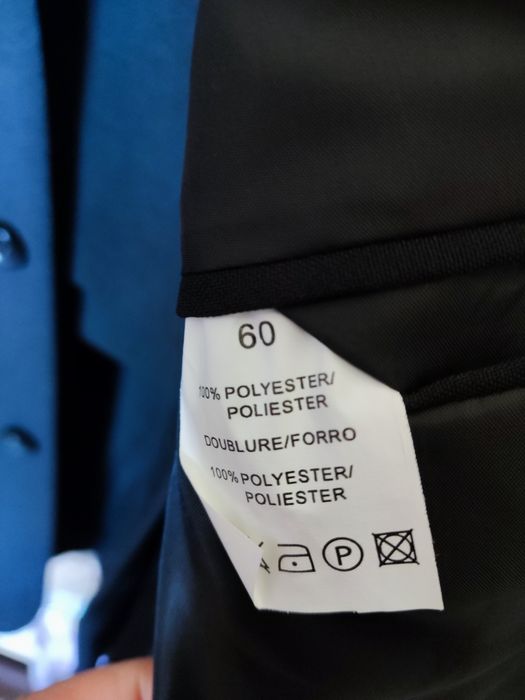 60
100% POLYESTER/
POLIESTER
DOUBLURE/FORRO
100% POLYESTER/
POLIESTER
P